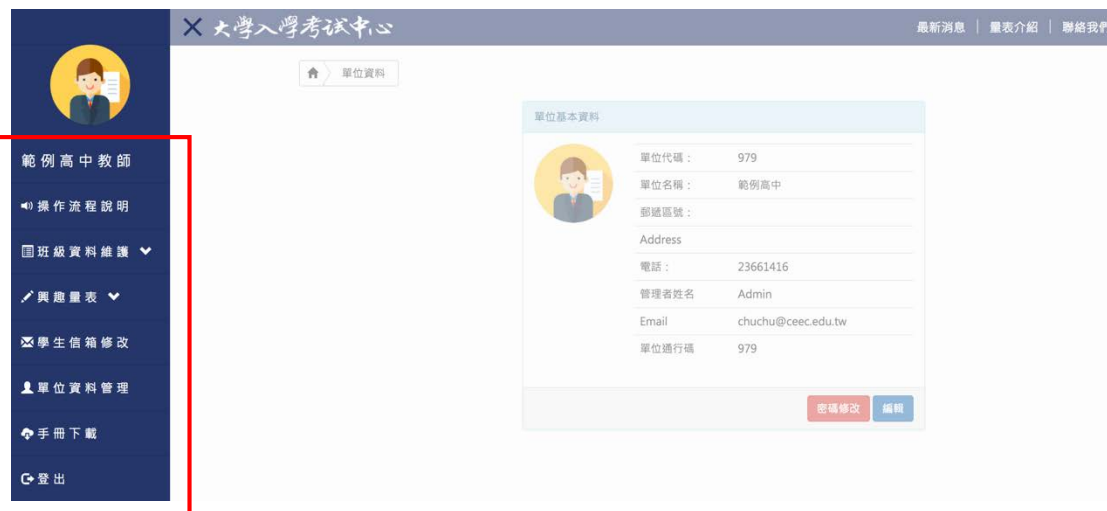 大學入學考試中心
最新消息 | 量表介紹 | 聯絡我們
範例高中教師
操作流程說明
班級資料維護
興趣量表
學生信箱修改
單位資料管理
手冊下載
登出
單位資料
單位基本資料
單位代碼： 979
單位名稱： 範例高中
郵遞區號：
Address
電話： 23661416
管理者姓名 Admin
Email chuchu@ceec.edu.tw
單位通行碼 979
密碼修改 編輯